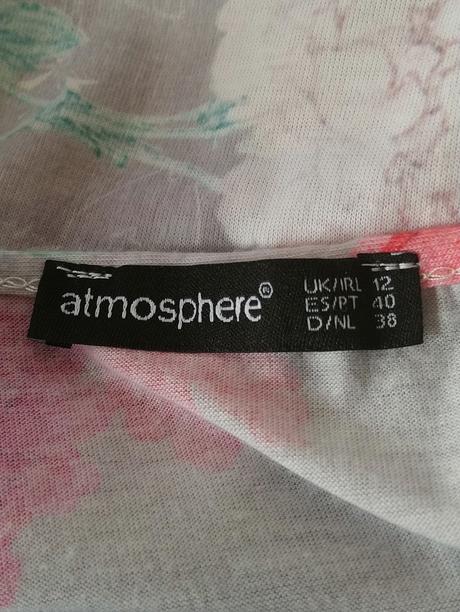 atmosphere®
UK/IRL 12
ES/PT 40
D/NL 38